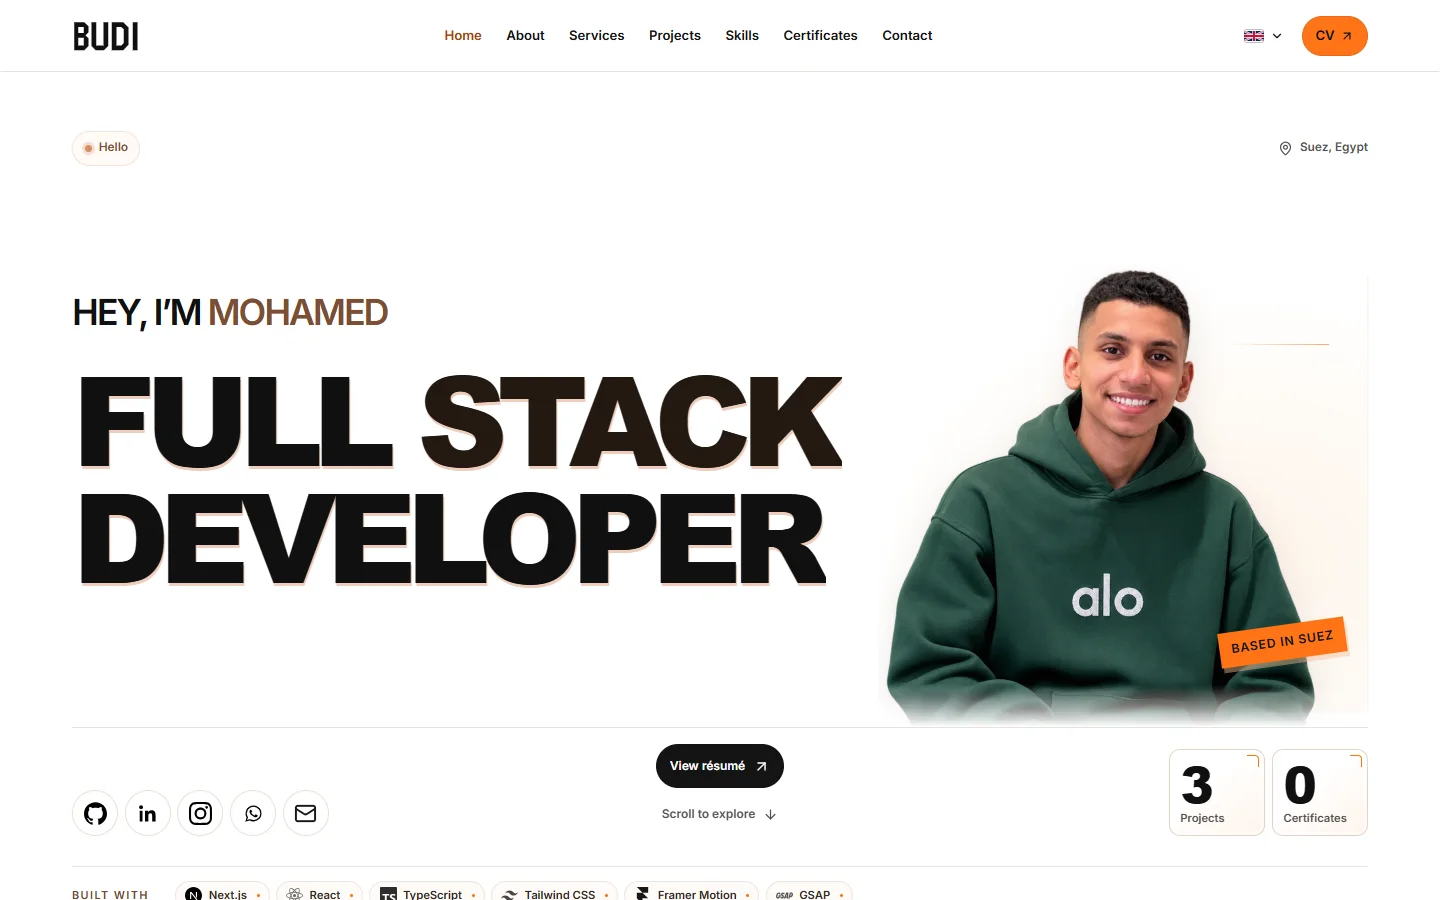 BUDI
Home About Services Projects Skills Certificates Contact
CV
Hello
Suez, Egypt
HEY, I’M MOHAMED
FULL STACK
DEVELOPER
alo
BASED IN SUEZ
View résumé
Scroll to explore
3
Projects
0
Certificates
BUILT WITH
N Next.js
React
TS TypeScript
Tailwind CSS
Framer Motion
GSAP GSAP